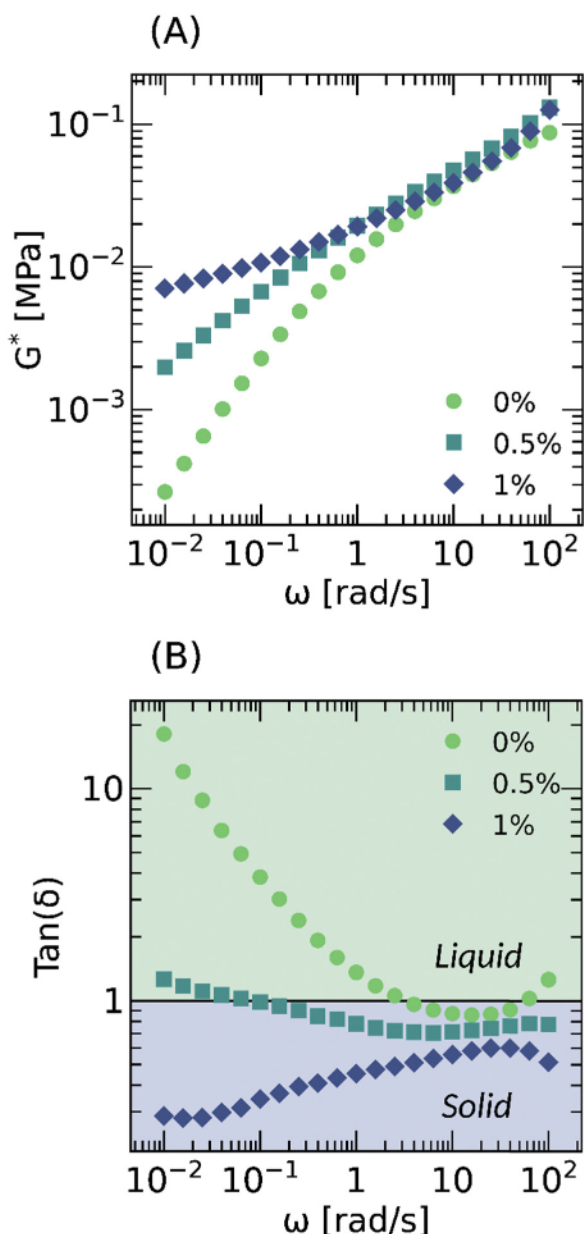 (A)
10⁻¹
10⁻²
10⁻³
G* [MPa]
0%
0.5%
1%
10⁻² 10⁻¹ 1 10 10²
ω [rad/s]
(B)
10
1
Tan(δ)
0%
0.5%
1%
Liquid
Solid
10⁻² 10⁻¹ 1 10 10²
ω [rad/s]